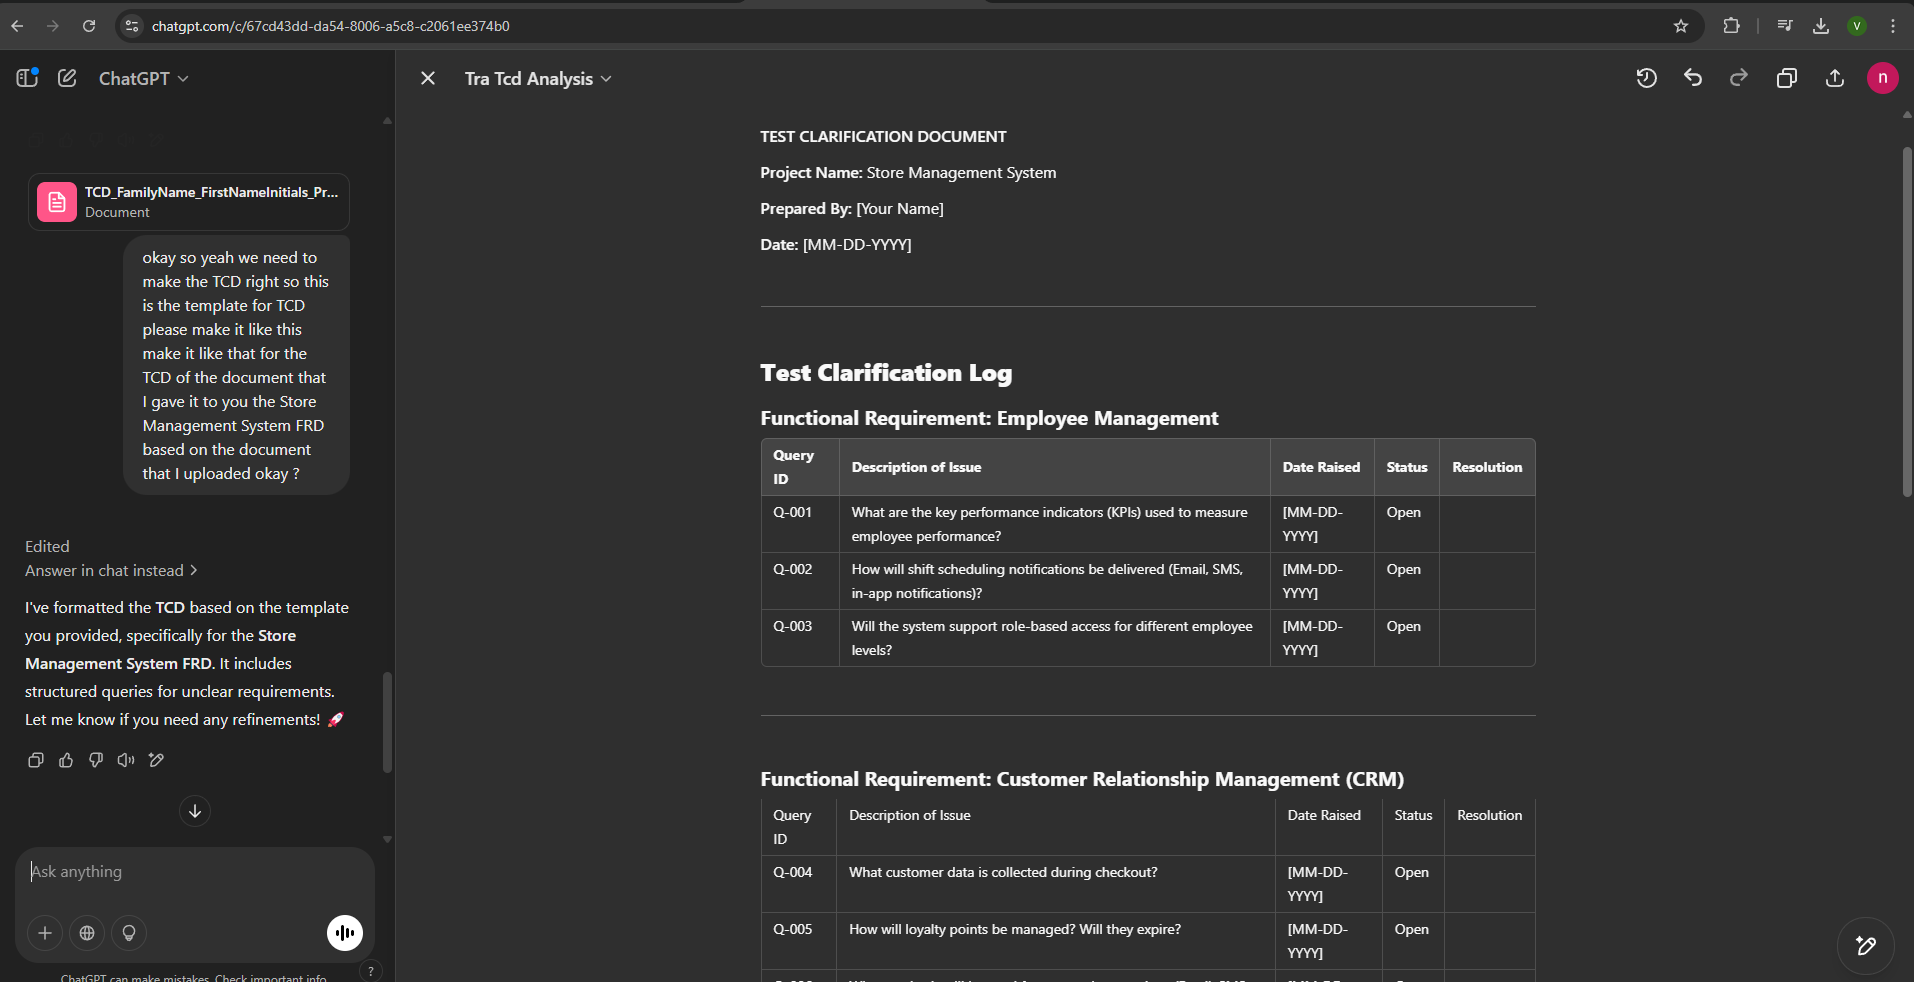 chatgpt.com/c/67cd43dd-da54-8006-a5c8-c2061ee374b0
V
ChatGPT
TCD_FamilyName_FirstNameInitials_Pr...
Document
okay so yeah we need to
make the TCD right so this
is the template for TCD
please make it like this
make it like that for the
TCD of the document that
I gave it to you the Store
Management System FRD
based on the document
that I uploaded okay ?
Edited
Answer in chat instead >
I've formatted the TCD based on the template
you provided, specifically for the Store
Management System FRD. It includes
structured queries for unclear requirements.
Let me know if you need any refinements! 🚀
Ask anything
ChatGPT can make mistakes. Check important info.
?
Tra Tcd Analysis
n
TEST CLARIFICATION DOCUMENT
Project Name: Store Management System
Prepared By: [Your Name]
Date: [MM-DD-YYYY]
Test Clarification Log
Functional Requirement: Employee Management
Query ID Description of Issue Date Raised Status Resolution
Q-001 What are the key performance indicators (KPIs) used to measure [MM-DD- Open
employee performance? YYYY]
Q-002 How will shift scheduling notifications be delivered (Email, SMS, [MM-DD- Open
in-app notifications)? YYYY]
Q-003 Will the system support role-based access for different employee [MM-DD- Open
levels? YYYY]
Functional Requirement: Customer Relationship Management (CRM)
Query ID Description of Issue Date Raised Status Resolution
Q-004 What customer data is collected during checkout? [MM-DD- Open
YYYY]
Q-005 How will loyalty points be managed? Will they expire? [MM-DD- Open
YYYY]